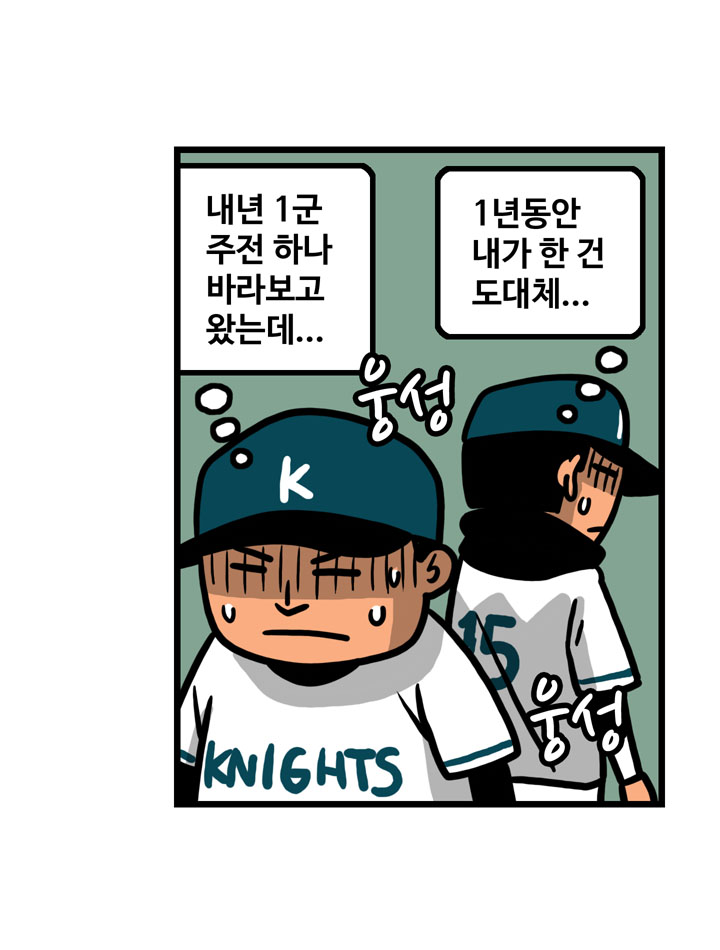 내년 1군
주전 하나
바라보고
왔는데...
1년동안
내가 한 건
도대체...
웅성
K
KNIGHTS
15
웅성